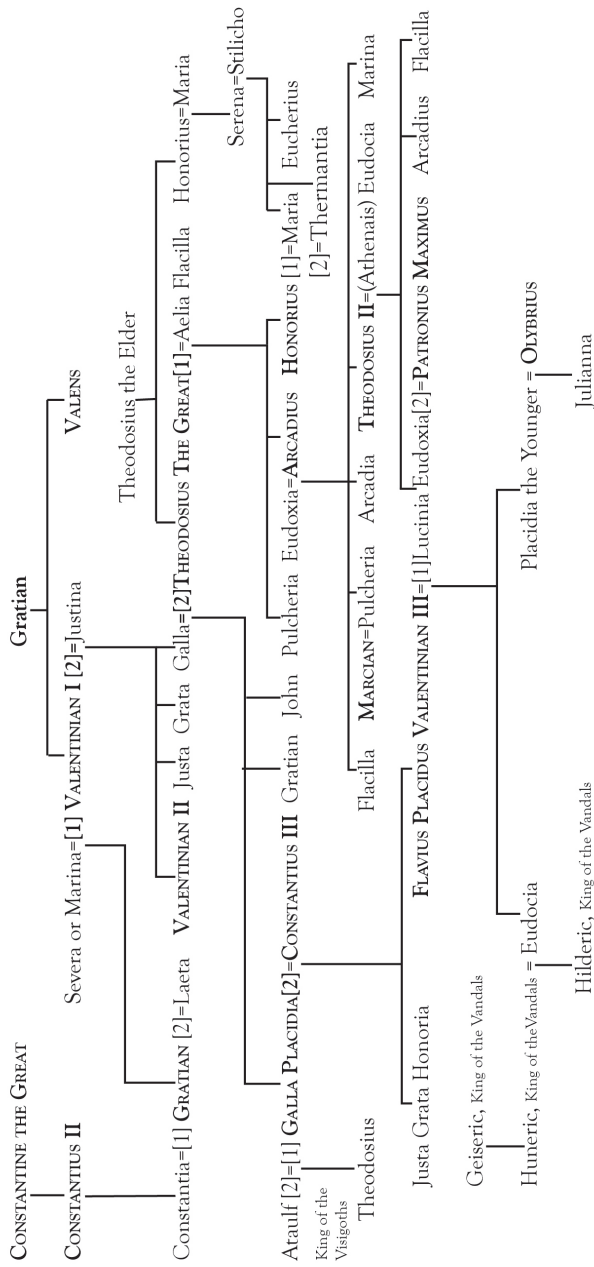 CONSTANTINE THE GREAT
Gratian
CONSTANTIUS II
Severa or Marina=[1] VALENTINIAN I [2]=Justina
VALENS
Theodosius the Elder
Constantia=[1] GRATIAN [2]=Laeta
VALENTINIAN II
Justa
Grata
Galla=[2]THEODOSIUS THE GREAT[1]=Aelia Flacilla
Honorius=Maria
Serena=Stilicho
Ataulf [2]=[1] GALLA PLACIDIA[2]=CONSTANTIUS III
Gratian
John
Pulcheria
Eudoxia=ARCADIUS
HONORIUS [1]=Maria
Eucherius
King of the
Visigoths
[2]=Thermantia
Theodosius
Flacilla
MARCIAN=Pulcheria
Arcadia
THEODOSIUS II=(Athenais) Eudocia
Marina
Justa Grata Honoria
FLAVIUS PLACIDUS VALENTINIAN III=[1]Lucinia Eudoxia[2]=PATRONIUS MAXIMUS
Arcadius
Flacilla
Geiseric, King of the Vandals
Huneric, King of theVandals = Eudocia
Placidia the Younger = OLYBRIUS
Hilderic, King of the Vandals
Julianna